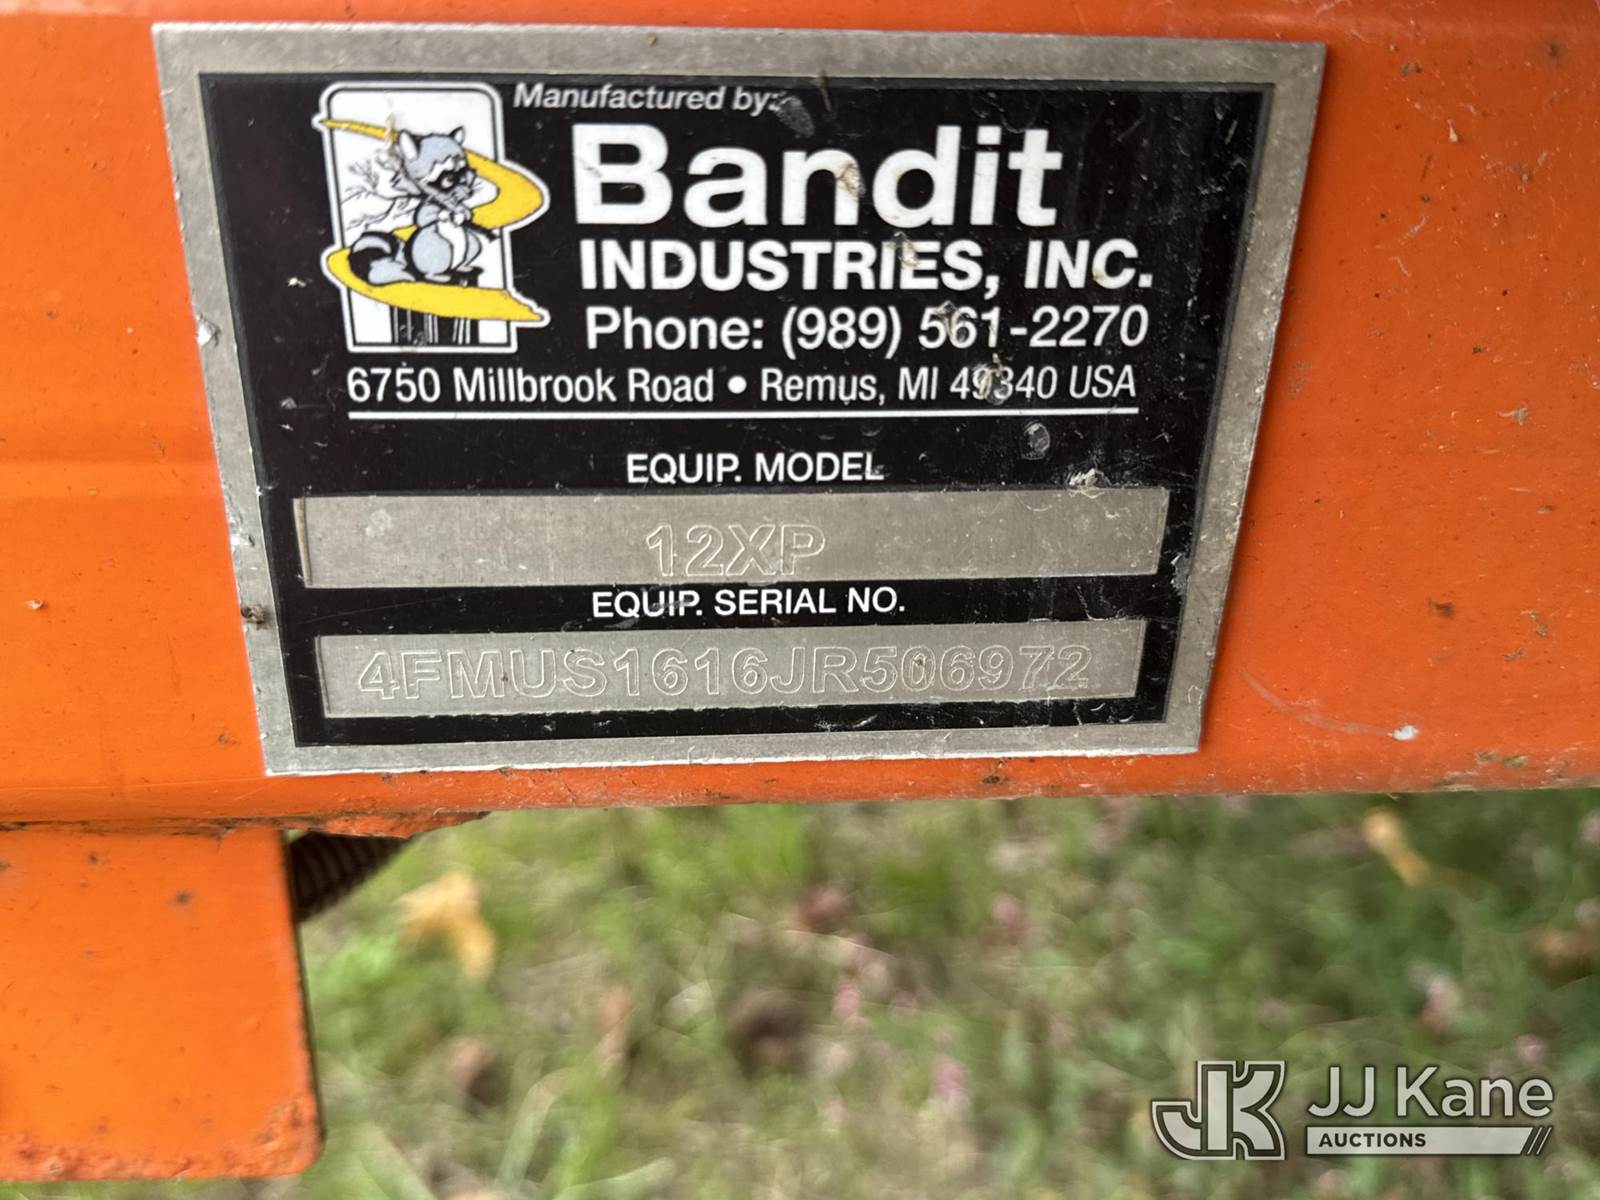 Manufactured by:
Bandit
INDUSTRIES, INC.
Phone: (989) 561-2270
6750 Millbrook Road • Remus, MI 49340 USA
EQUIP. MODEL
12XP
EQUIP. SERIAL NO.
4FMUS1616JR506972
JK JJ Kane
AUCTIONS